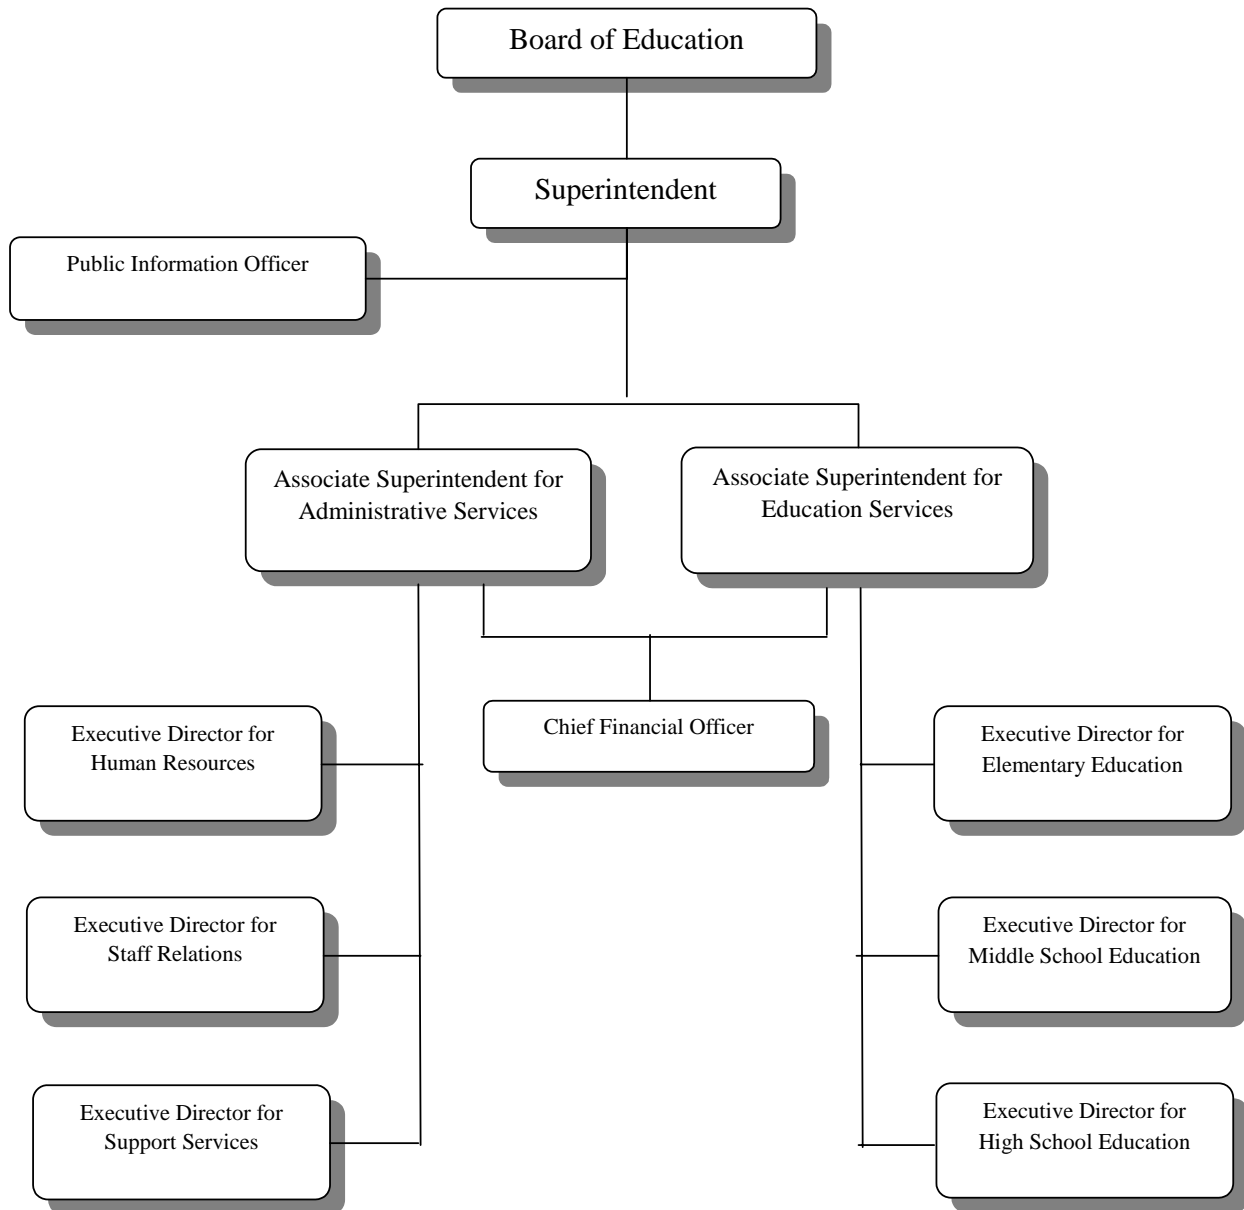 Board of Education
Superintendent
Public Information Officer
Associate Superintendent for
Administrative Services
Associate Superintendent for
Education Services
Chief Financial Officer
Executive Director for
Human Resources
Executive Director for
Elementary Education
Executive Director for
Staff Relations
Executive Director for
Middle School Education
Executive Director for
Support Services
Executive Director for
High School Education